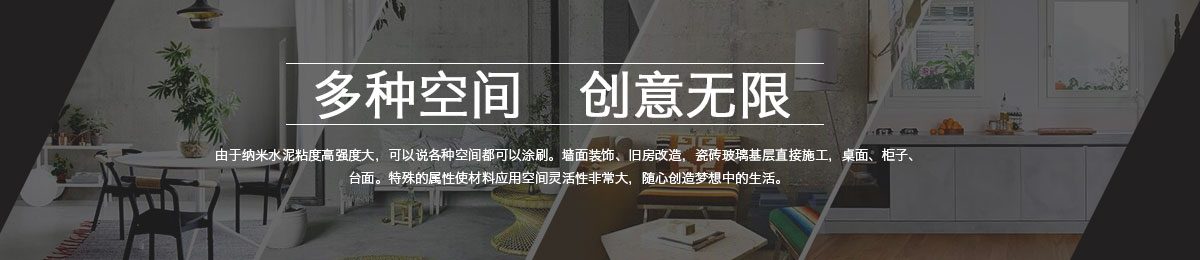 多种空间 创意无限
由于纳米水泥粘度高强度大，可以说各种空间都可以涂刷。墙面装饰、旧房改造，瓷砖玻璃基层直接施工，桌面、柜子、
台面。特殊的属性使材料应用空间灵活性非常大，随心创造梦想中的生活。